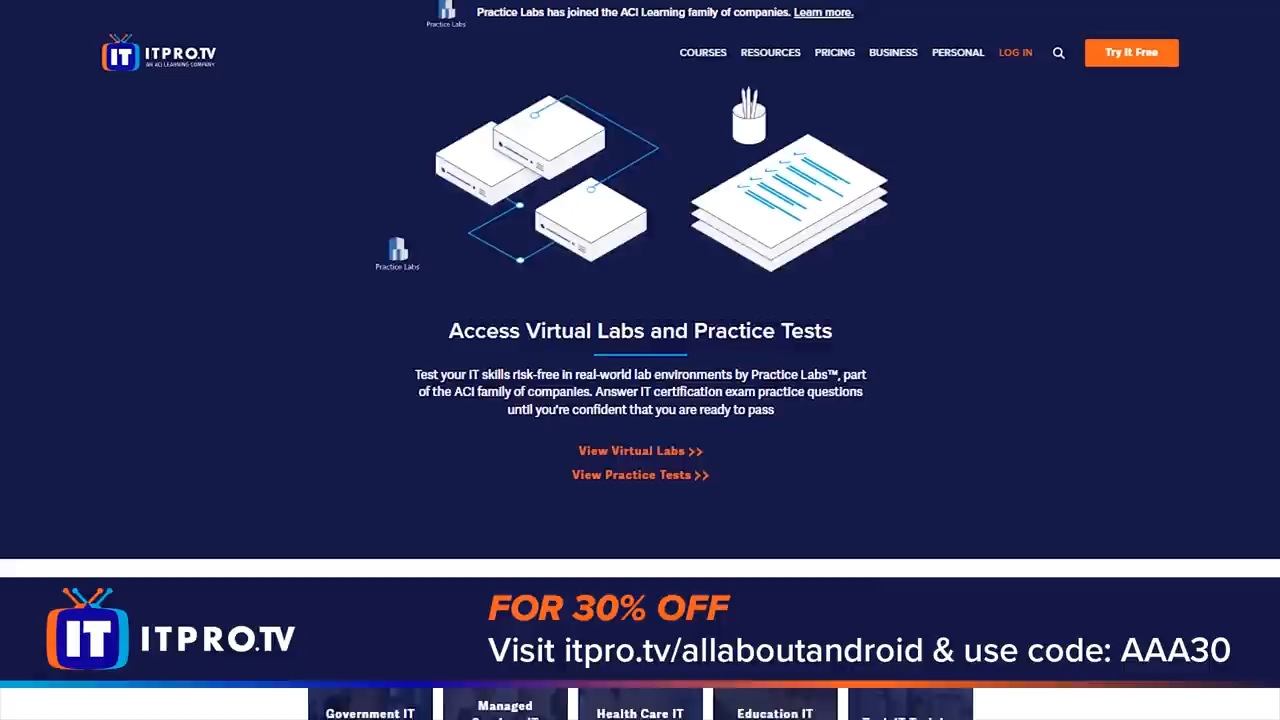 Practice Labs has joined the ACI Learning family of companies. Learn more.
Practice Labs
IT ITPRO.TV
AN ACI LEARNING COMPANY
COURSES RESOURCES PRICING BUSINESS PERSONAL LOG IN Try It Free
Practice Labs
Access Virtual Labs and Practice Tests
Test your IT skills risk-free in real-world lab environments by Practice Labs™, part
of the ACI family of companies. Answer IT certification exam practice questions
until you're confident that you are ready to pass
View Virtual Labs >>
View Practice Tests >>
IT ITPRO.TV
FOR 30% OFF
Visit itpro.tv/allaboutandroid & use code: AAA30
Government IT
Managed
Health Care IT
Education IT